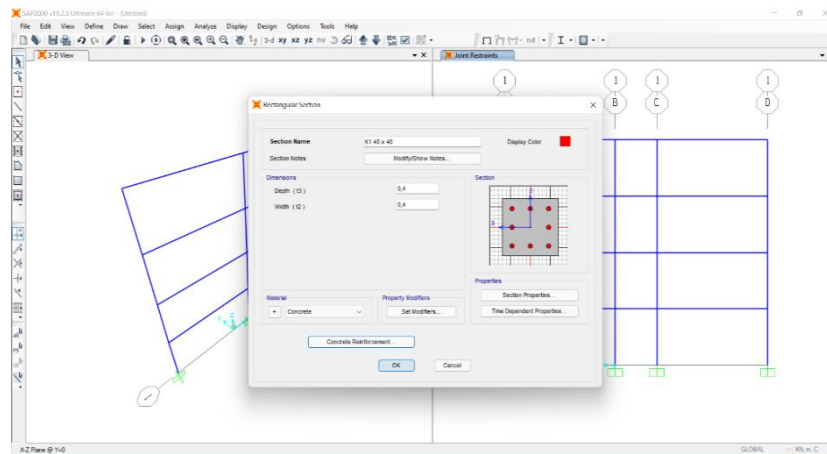 SAP2000 v19.2.0 Ultimate 64-bit - (Untitled)
File Edit View Define Draw Select Assign Analyze Display Design Options Tools Help
3-d xy xz yz nv
nd
3-D View
Joint Restraints
1 1 1 1
B C D
Rectangular Section
Section Name K1 40 x 40 Display Color
Section Notes Modify/Show Notes...
Dimensions
Depth (t3) 0,4
Width (t2) 0,4
Section
2
3
Properties
Section Properties...
Time Dependent Properties...
Material
+ Concrete
Property Modifiers
Set Modifiers...
Concrete Reinforcement...
OK Cancel
X-Z Plane @ Y=0
GLOBAL KN, m, C